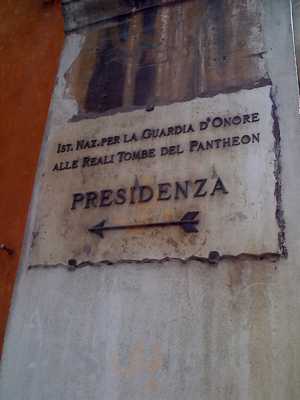 Ist. Naz. per la Guardia d'Onore
alle Reali Tombe del Pantheon
PRESIDENZA